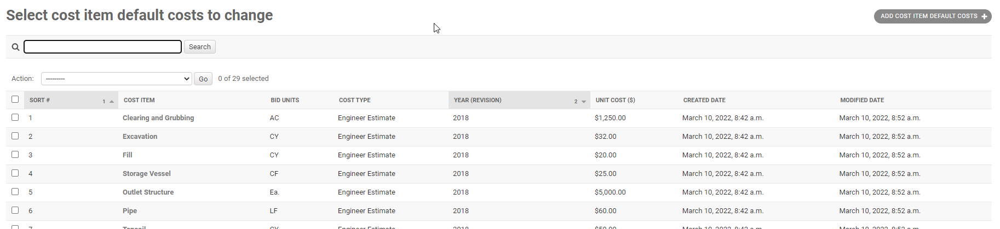 Select cost item default costs to change
ADD COST ITEM DEFAULT COSTS
Search
Action: --------- Go 0 of 29 selected
SORT # 1 COST ITEM BID UNITS COST TYPE YEAR (REVISION) 2 UNIT COST ($) CREATED DATE MODIFIED DATE
1 Clearing and Grubbing AC Engineer Estimate 2018 $1,250.00 March 10, 2022, 8:42 a.m. March 10, 2022, 8:52 a.m.
2 Excavation CY Engineer Estimate 2018 $32.00 March 10, 2022, 8:42 a.m. March 10, 2022, 8:52 a.m.
3 Fill CY Engineer Estimate 2018 $20.00 March 10, 2022, 8:42 a.m. March 10, 2022, 8:52 a.m.
4 Storage Vessel CF Engineer Estimate 2018 $25.00 March 10, 2022, 8:42 a.m. March 10, 2022, 8:52 a.m.
5 Outlet Structure Ea. Engineer Estimate 2018 $5,000.00 March 10, 2022, 8:42 a.m. March 10, 2022, 8:52 a.m.
6 Pipe LF Engineer Estimate 2018 $60.00 March 10, 2022, 8:42 a.m. March 10, 2022, 8:52 a.m.
7 Topsoil CY Engineer Estimate 2018 $50.00 March 10, 2022, 8:42 a.m. March 10, 2022, 8:52 a.m.